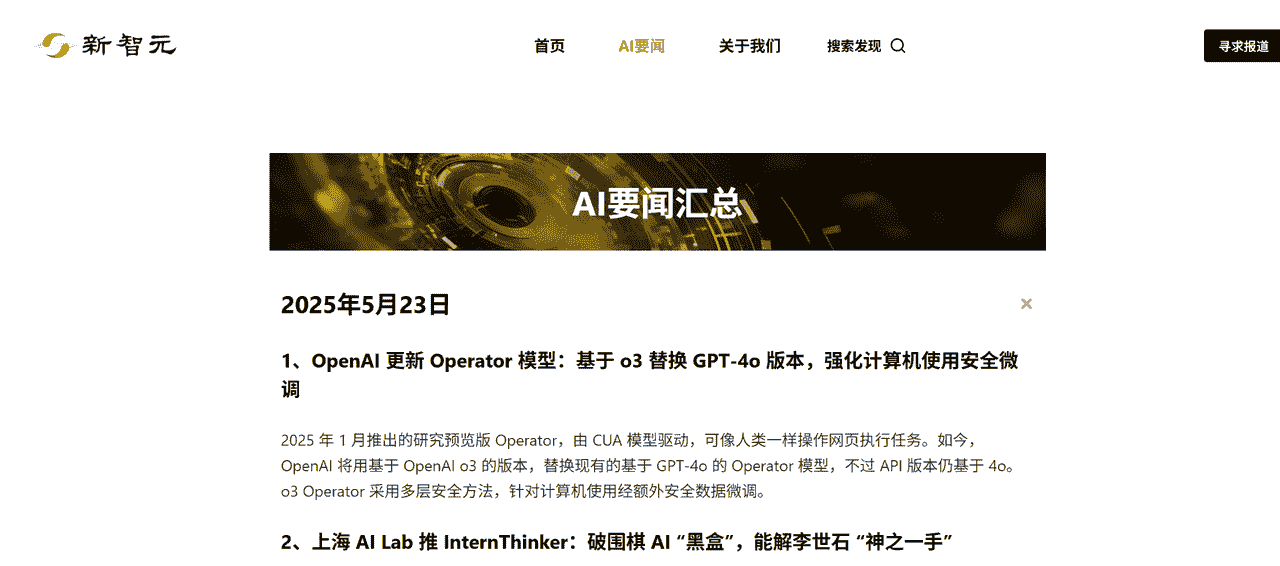 新智元
首页
AI要闻
关于我们
搜索发现
寻求报道
AI要闻汇总
2025年5月23日
1、OpenAI 更新 Operator 模型：基于 o3 替换 GPT-4o 版本，强化计算机使用安全微
调
2025 年 1 月推出的研究预览版 Operator，由 CUA 模型驱动，可像人类一样操作网页执行任务。如今，
OpenAI 将用基于 OpenAI o3 的版本，替换现有的基于 GPT-4o 的 Operator 模型，不过 API 版本仍基于 4o。
o3 Operator 采用多层安全方法，针对计算机使用经额外安全数据微调。
2、上海 AI Lab 推 InternThinker：破围棋 AI “黑盒”，能解李世石 “神之一手”